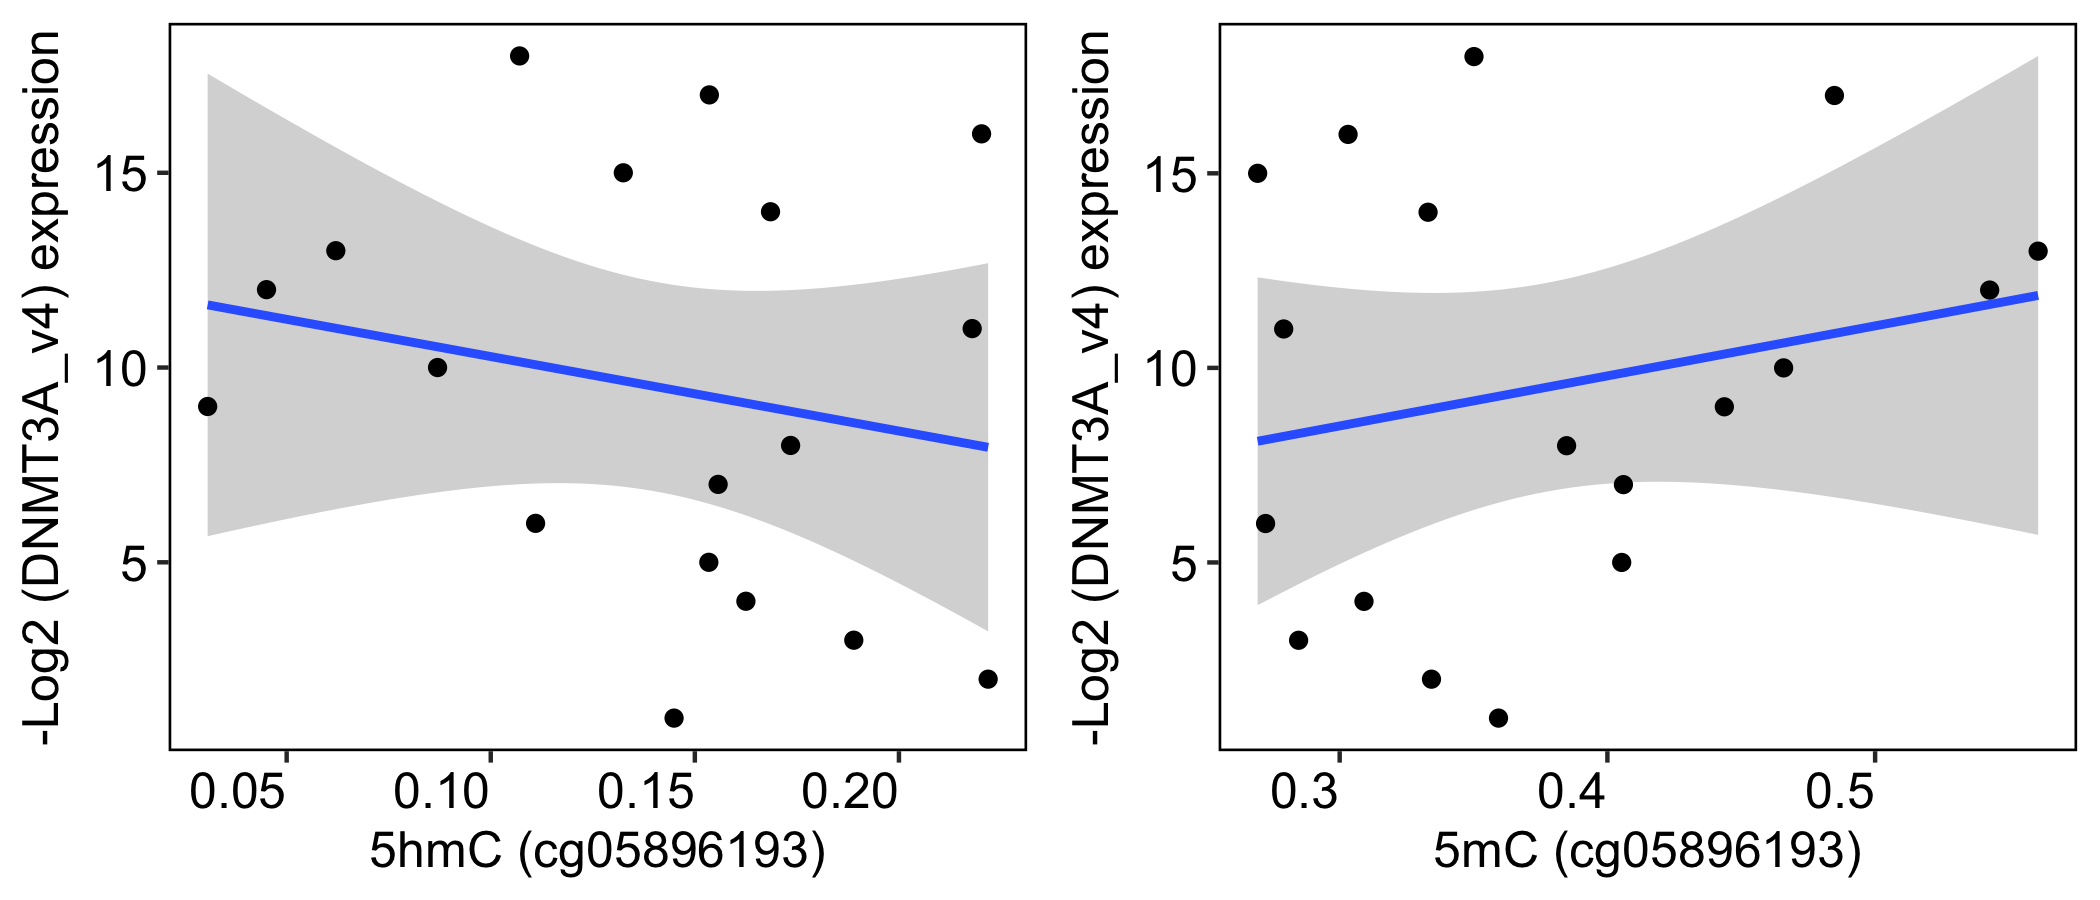 -Log2 (DNMT3A_v4) expression
15
10
5
0.05 0.10 0.15 0.20
5hmC (cg05896193)
-Log2 (DNMT3A_v4) expression
15
10
5
0.3 0.4 0.5
5mC (cg05896193)